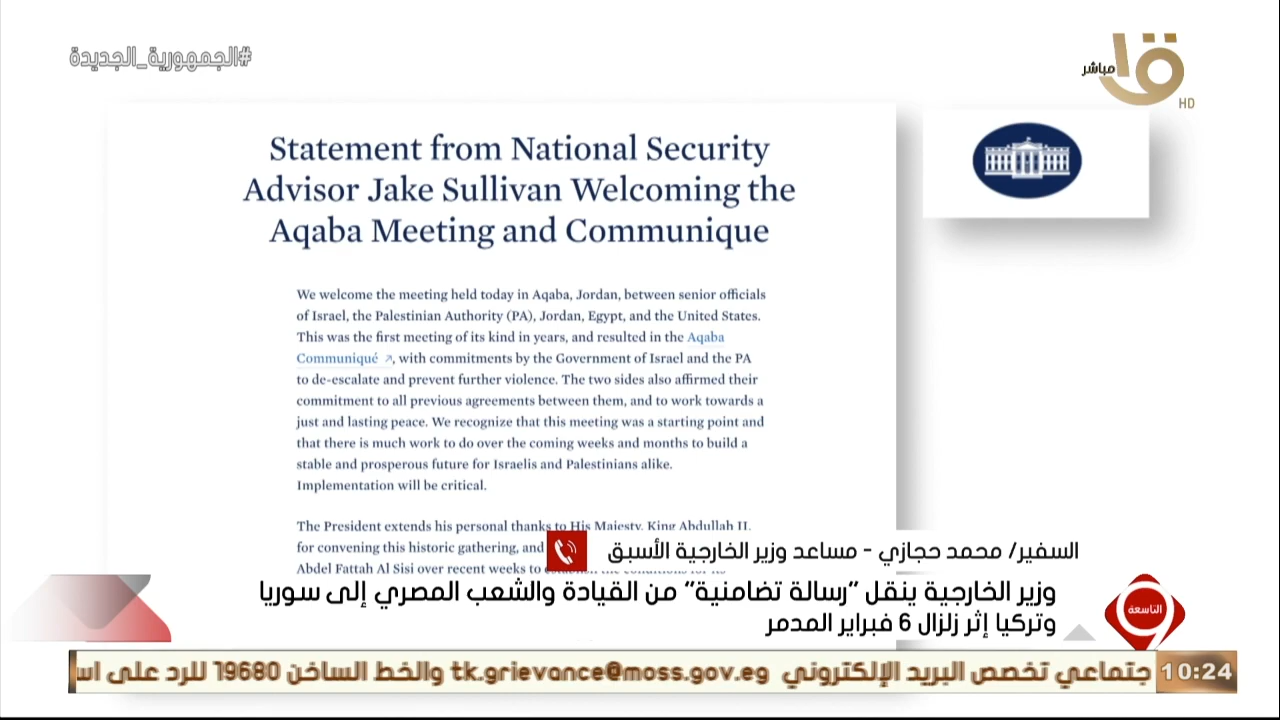 #الجمهورية_الجديدة
مباشر
HD
Statement from National Security
Advisor Jake Sullivan Welcoming the
Aqaba Meeting and Communique
We welcome the meeting held today in Aqaba, Jordan, between senior officials
of Israel, the Palestinian Authority (PA), Jordan, Egypt, and the United States.
This was the first meeting of its kind in years, and resulted in the Aqaba
Communiqué ↗, with commitments by the Government of Israel and the PA
to de-escalate and prevent further violence. The two sides also affirmed their
commitment to all previous agreements between them, and to work towards a
just and lasting peace. We recognize that this meeting was a starting point and
that there is much work to do over the coming weeks and months to build a
stable and prosperous future for Israelis and Palestinians alike.
Implementation will be critical.
The President extends his personal thanks to His Majesty, King Abdullah II,
for convening this historic gathering, and
Abdel Fattah Al Sisi over recent weeks to
السفير/ محمد حجازي - مساعد وزير الخارجية الأسبق
وزير الخارجية ينقل "رسالة تضامنية" من القيادة والشعب المصري إلى سوريا
وتركيا إثر زلزال 6 فبراير المدمر
التاسعة
9
10:24
جتماعي تخصص البريد الإلكتروني tk.grievance@moss.gov.eg والخط الساخن 19680 للرد على اس